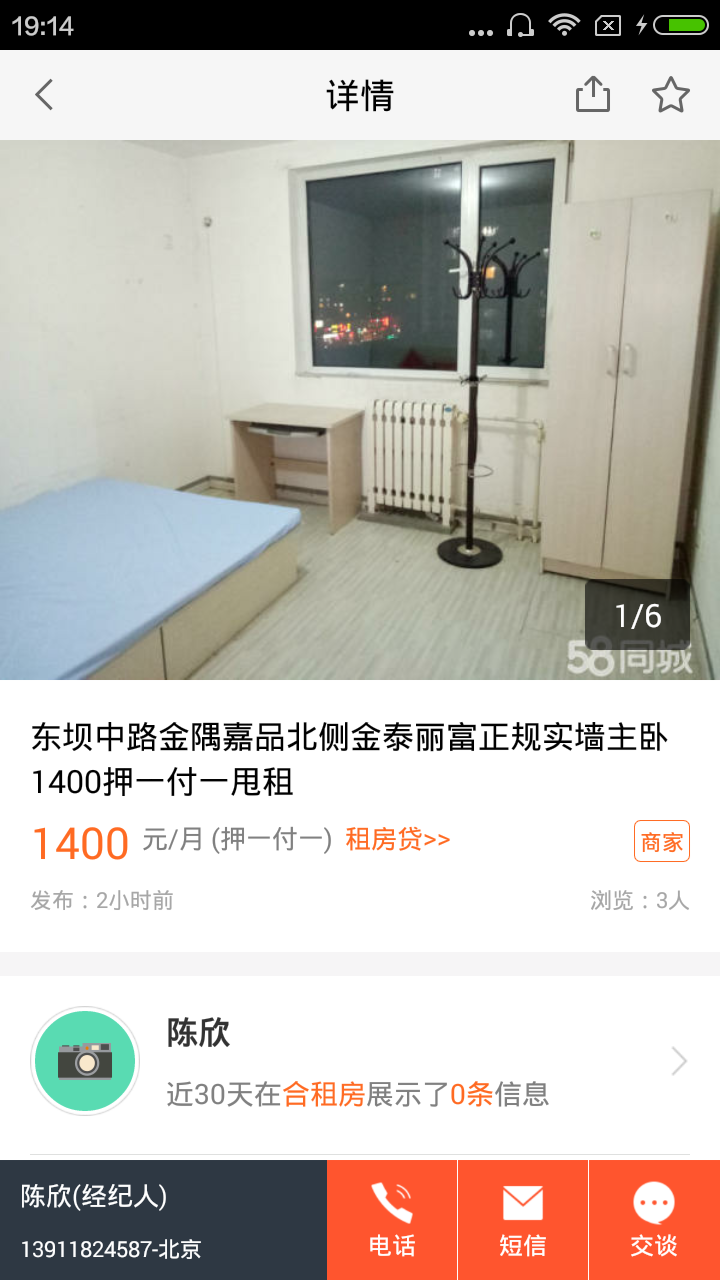 19:14
详情
1/6
58同城
东坝中路金隅嘉品北侧金泰丽富正规实墙主卧
1400押一付一甩租
1400 元/月 (押一付一) 租房贷>>
商家
发布：2小时前
浏览：3人
陈欣
近30天在合租房展示了0条信息
陈欣(经纪人)
13911824587-北京
电话
短信
交谈